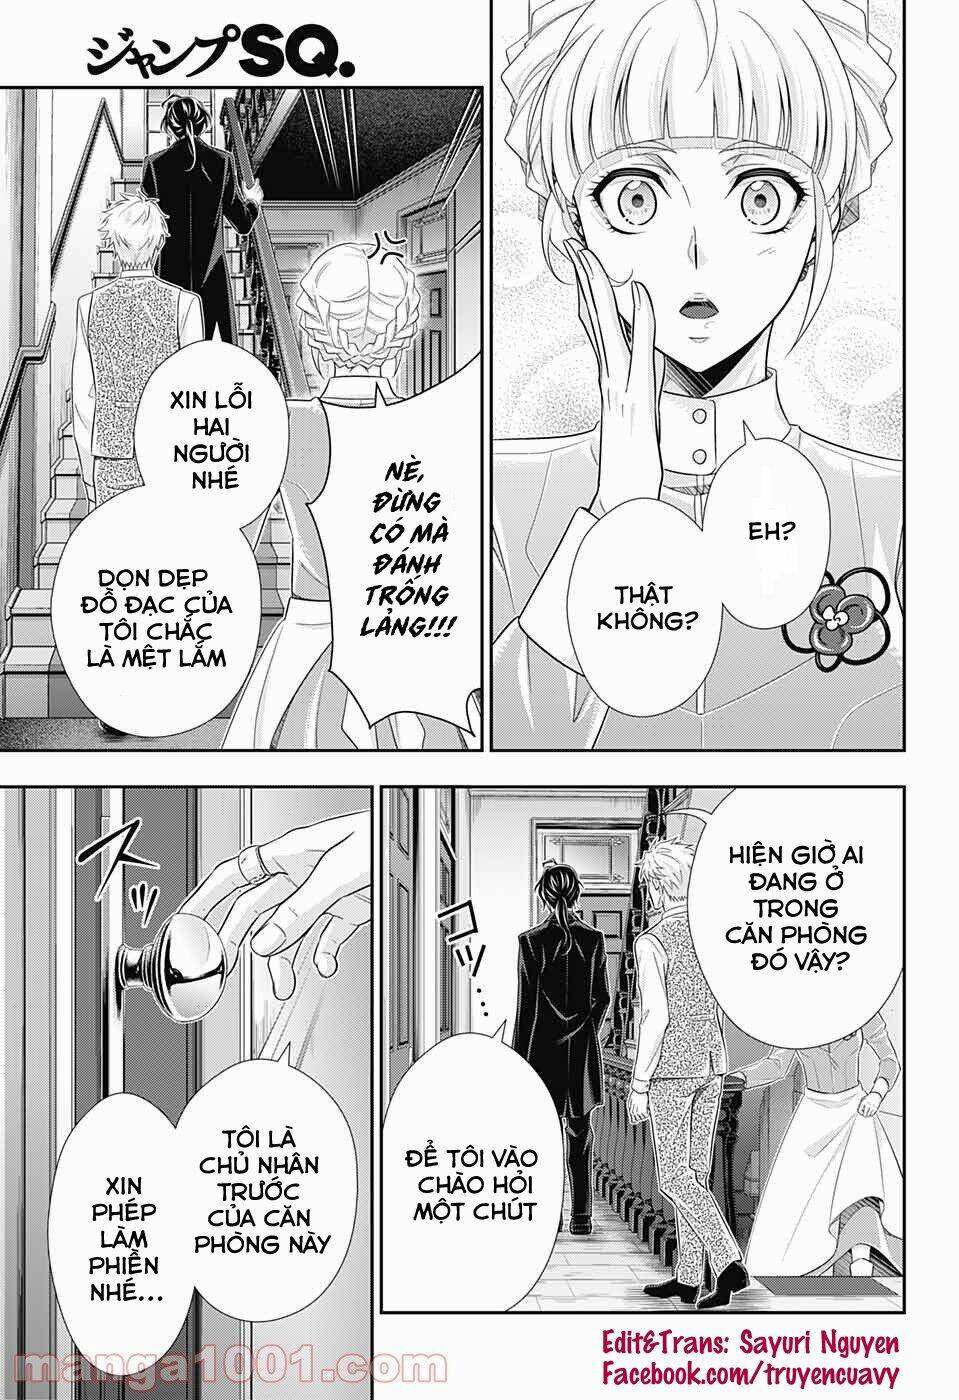 ジャンプSQ.
EH?
THẬT
KHÔNG?
NÈ,
ĐỪNG
CÓ MÀ
ĐÁNH
TRỐNG
LẢNG!!!
XIN LỖI
HAI
NGƯỜI
NHÉ
DỌN DẸP
ĐỒ ĐẠC CỦA
TÔI CHẮC
LÀ MỆT LẮM
HIỆN GIỜ AI
ĐANG Ở
TRONG
CĂN PHÒNG
ĐÓ VẬY?
ĐỂ TÔI VÀO
CHÀO HỎI
MỘT CHÚT
TÔI LÀ
CHỦ NHÂN
TRƯỚC
CỦA CĂN
PHÒNG NÀY
XIN
PHÉP
LÀM
PHIỀN
NHÉ...
Edit&Trans: Sayuri Nguyen
Facebook.com/truyencuavy
manga1001.com